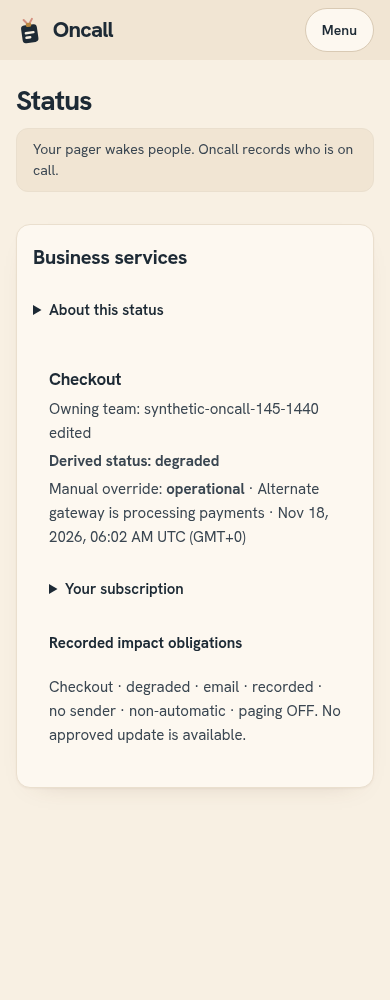 Oncall
Menu
Status
Your pager wakes people. Oncall records who is on
call.
Business services
About this status
Checkout
Owning team: synthetic-oncall-145-1440
edited
Derived status: degraded
Manual override: operational · Alternate
gateway is processing payments · Nov 18,
2026, 06:02 AM UTC (GMT+0)
Your subscription
Recorded impact obligations
Checkout · degraded · email · recorded ·
no sender · non-automatic · paging OFF. No
approved update is available.